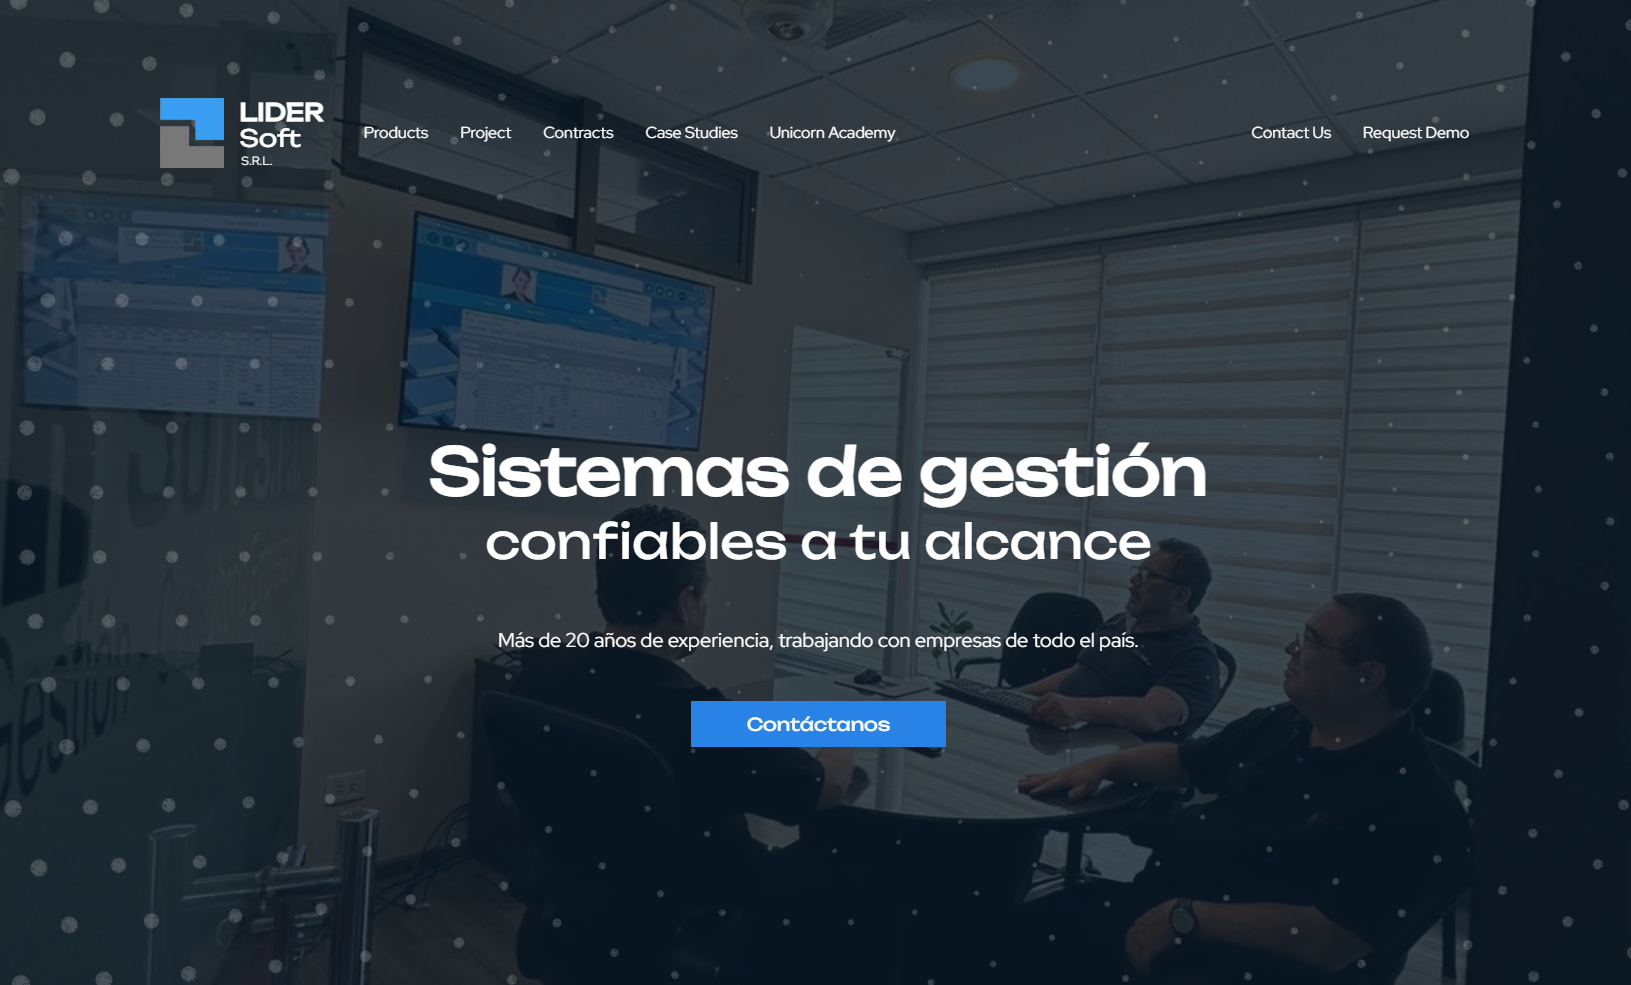 LIDER
Soft
S.R.L.
Products Project Contracts Case Studies Unicorn Academy Contact Us Request Demo
Sistemas de gestión
confiables a tu alcance
Más de 20 años de experiencia, trabajando con empresas de todo el país.
Contáctanos